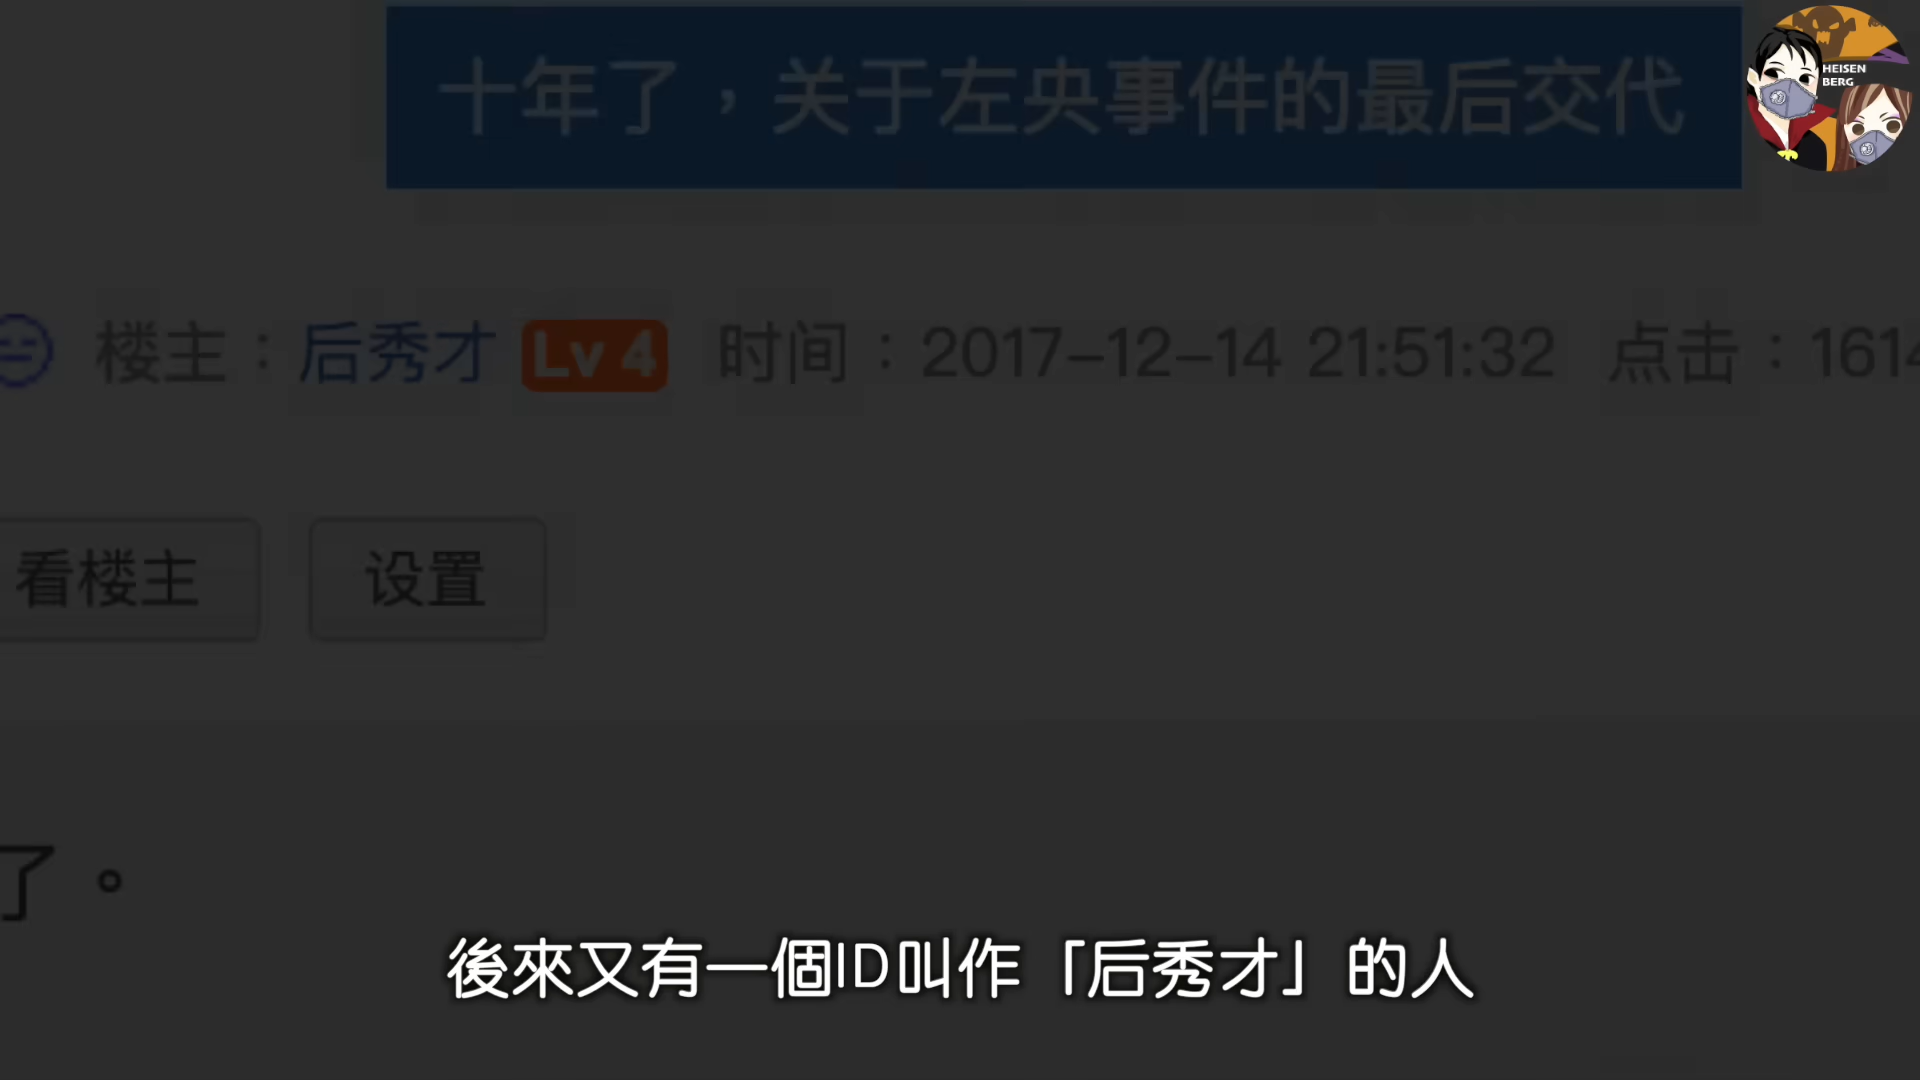 十年了，关于左央事件的最后交代
HEISEN
BERG
楼主：后秀才 Lv 4 时间：2017-12-14 21:51:32 点击：1614
看楼主 设置
了。
後來又有一個ID叫作「后秀才」的人